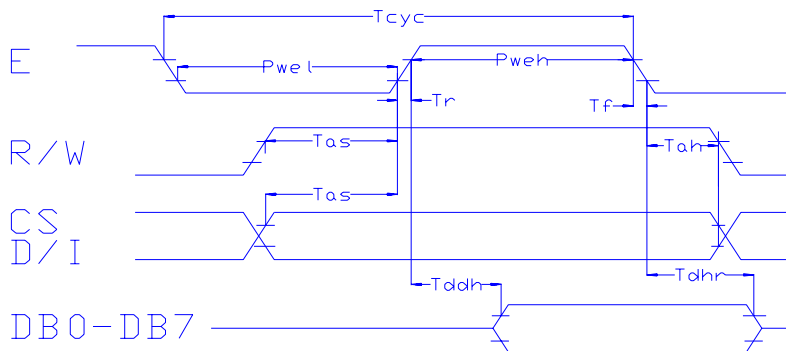 Tcyc
E
Pwel
Pweh
Tr
Tf
R/W
Tas
Tah
Tas
CS
D/I
Tddh
Tdhr
DB0-DB7